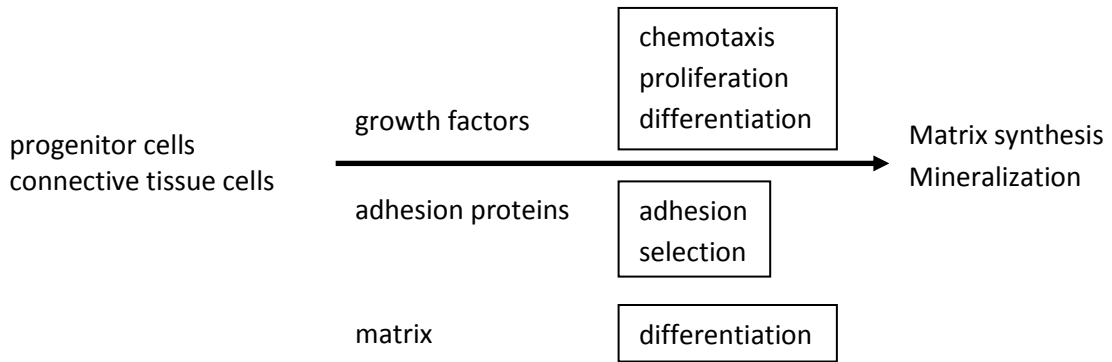 progenitor cells
connective tissue cells
growth factors
chemotaxis
proliferation
differentiation
adhesion proteins
adhesion
selection
matrix
differentiation
Matrix synthesis
Mineralization